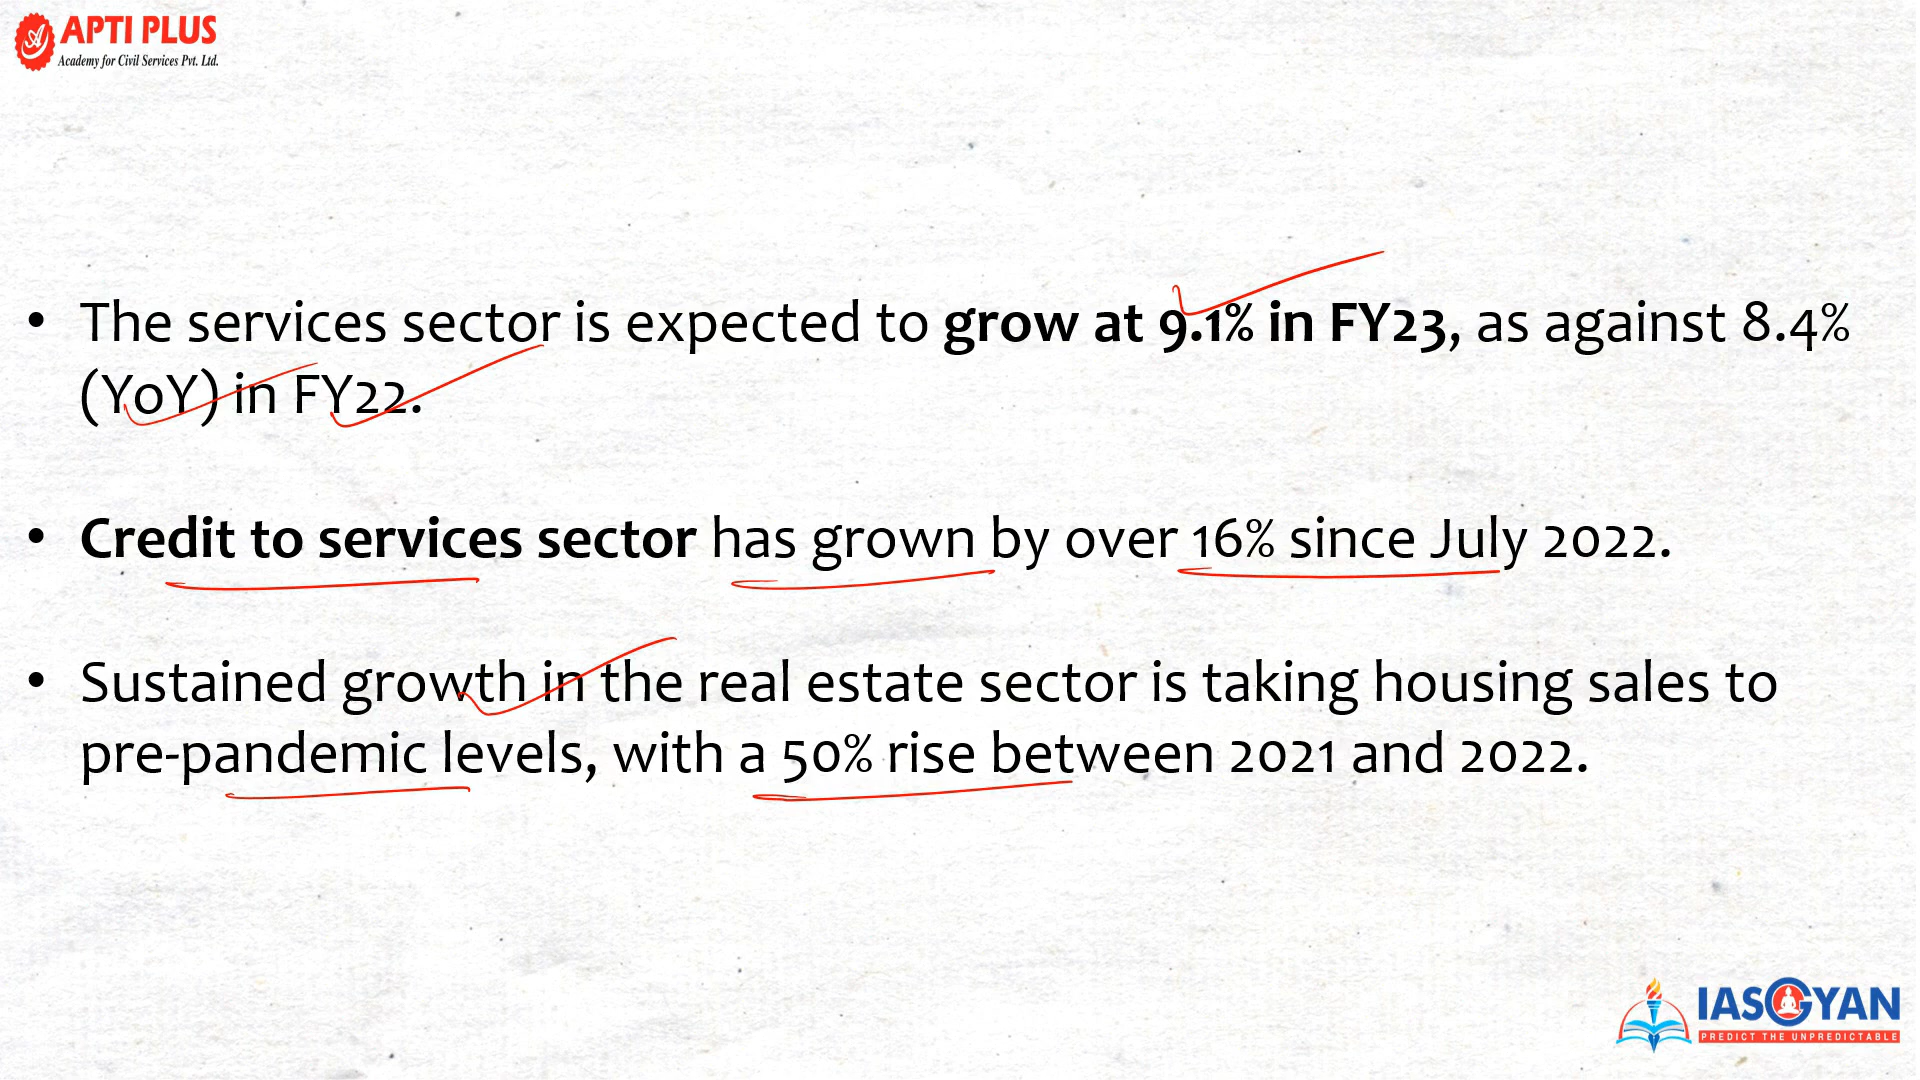 APTI PLUS
Academy for Civil Services Pvt. Ltd.
• The services sector is expected to grow at 9.1% in FY23, as against 8.4%
(YoY) in FY22.
• Credit to services sector has grown by over 16% since July 2022.
• Sustained growth in the real estate sector is taking housing sales to
pre-pandemic levels, with a 50% rise between 2021 and 2022.
IASGYAN
PREDICT THE UNPREDICTABLE